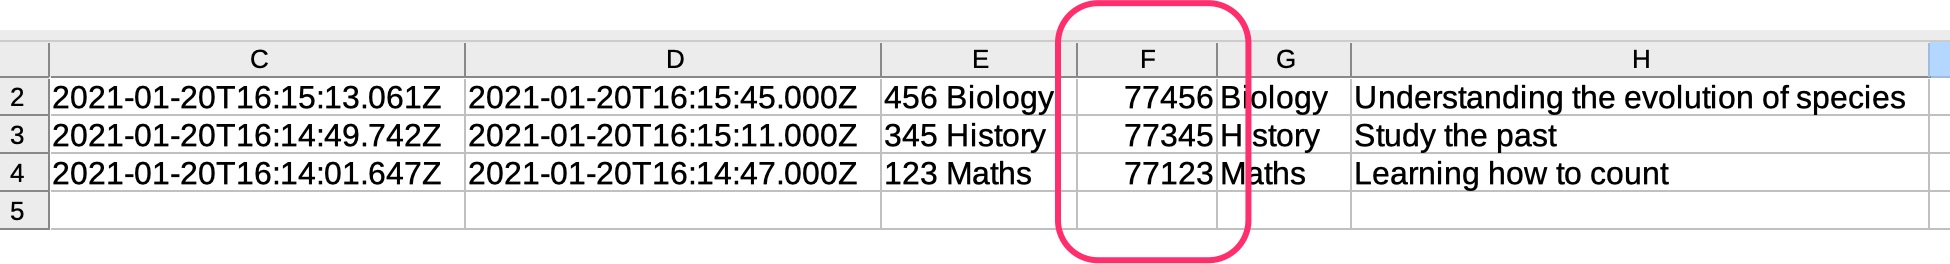 C D E F G H
2 2021-01-20T16:15:13.061Z 2021-01-20T16:15:45.000Z 456 Biology 77456 Biology Understanding the evolution of species
3 2021-01-20T16:14:49.742Z 2021-01-20T16:15:11.000Z 345 History 77345 History Study the past
4 2021-01-20T16:14:01.647Z 2021-01-20T16:14:47.000Z 123 Maths 77123 Maths Learning how to count
5